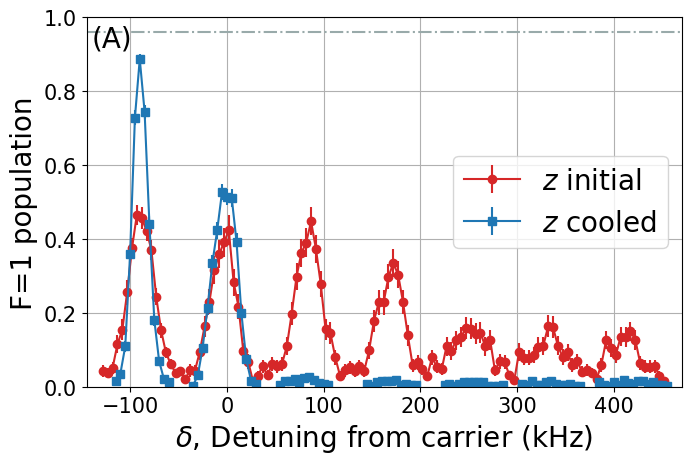 (A)
1.0
0.8
0.6
0.4
0.2
0.0
F=1 population
z initial
z cooled
−100 0 100 200 300 400
δ, Detuning from carrier (kHz)